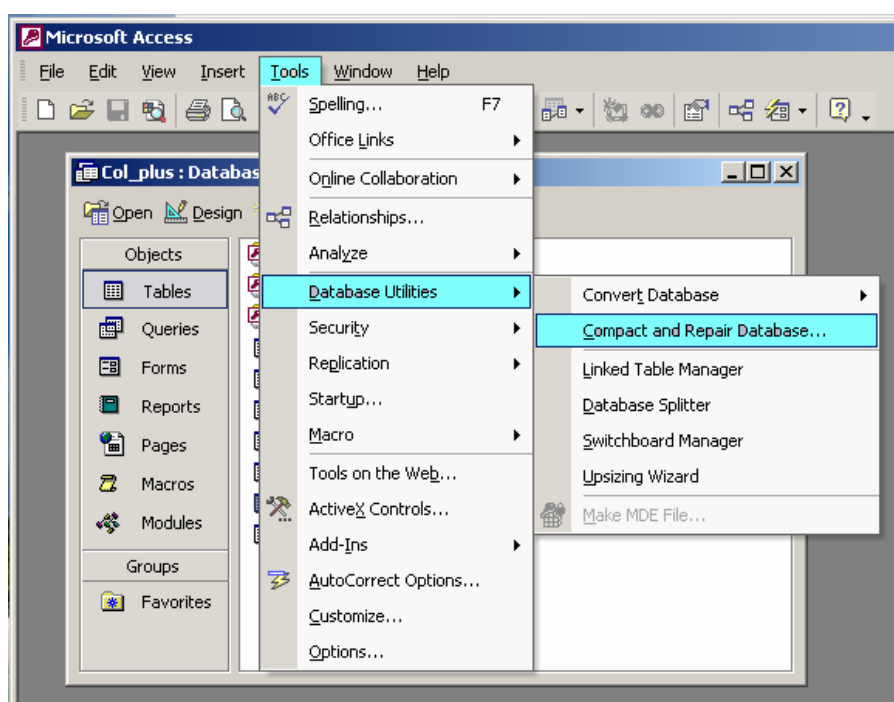 Microsoft Access
File Edit View Insert Tools Window Help
Col_plus : Databas
Open Design
Objects
Tables
Queries
Forms
Reports
Pages
Macros
Modules
Groups
Favorites
ABC
Spelling... F7
Office Links
Online Collaboration
Relationships...
Analyze
Database Utilities
Security
Replication
Startup...
Macro
Tools on the Web...
ActiveX Controls...
Add-Ins
AutoCorrect Options...
Customize...
Options...
Convert Database
Compact and Repair Database...
Linked Table Manager
Database Splitter
Switchboard Manager
Upsizing Wizard
Make MDE File...